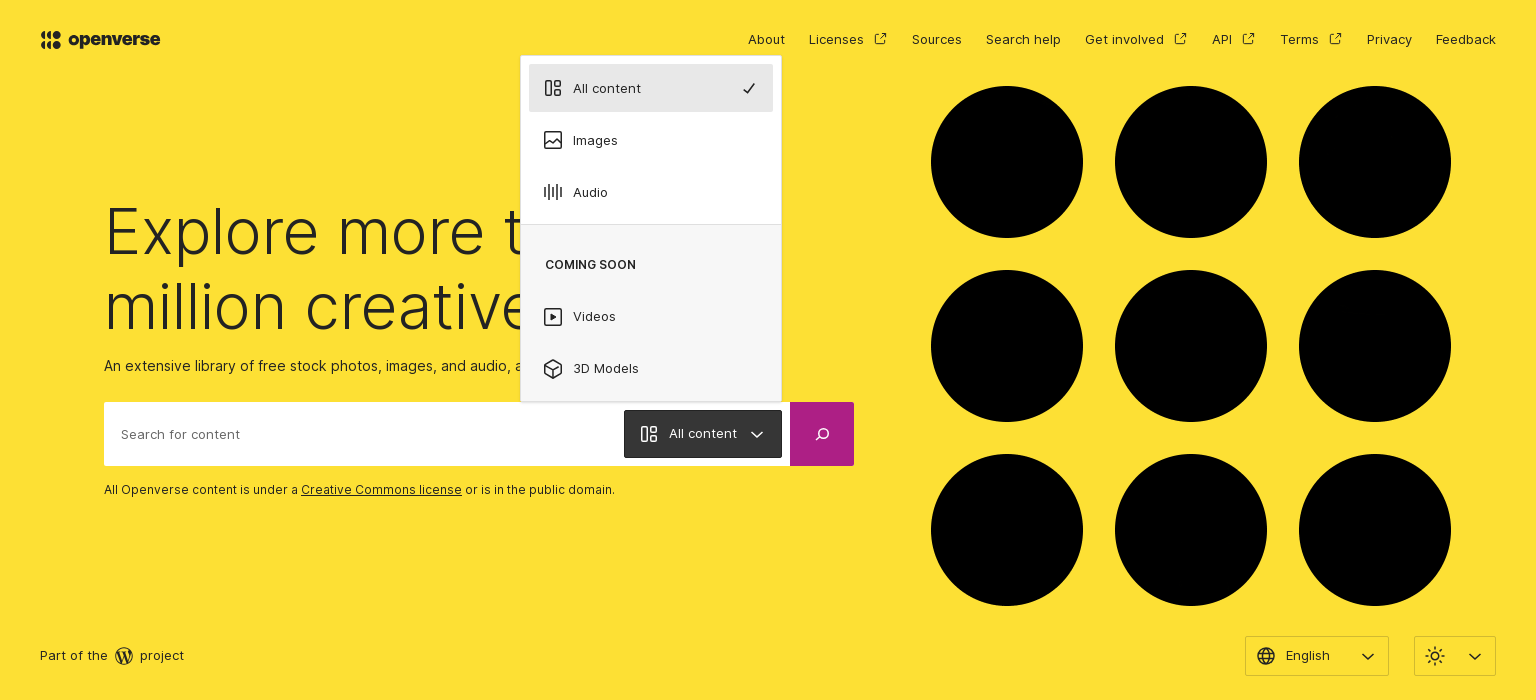 openverse
About Licenses Sources Search help Get involved API Terms Privacy Feedback
All content
Images
Audio
COMING SOON
Videos
3D Models
Explore more
million creative
An extensive library of free stock photos, images, and audio,
Search for content
All content
All Openverse content is under a Creative Commons license or is in the public domain.
Part of the project
English